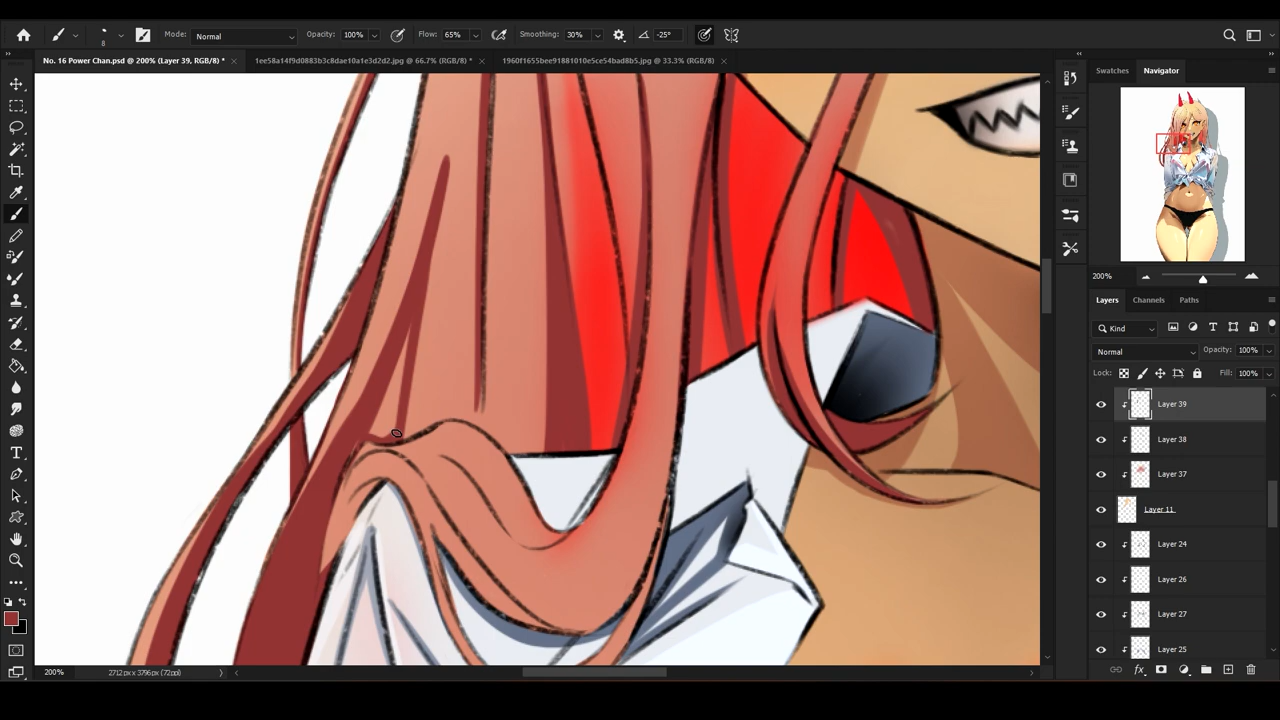 8 Mode: Normal Opacity: 100% Flow: 65% Smoothing: 30% -25°
No. 16 Power Chan.psd @ 200% (Layer 39, RGB/8) * 1ee58a14f9d0883b3c8dae10a1e3d2d2.jpg @ 66.7% (RGB/8) * 1960f1655bee91881010e5ce54bad8b5.jpg @ 33.3% (RGB/8)
Swatches Navigator
200%
Layers Channels Paths
Kind
Normal Opacity: 100%
Lock: Fill: 100%
Layer 39
Layer 38
Layer 37
Layer 11
Layer 24
Layer 26
Layer 27
Layer 25
200% 2712 px x 3796 px (72 ppi)